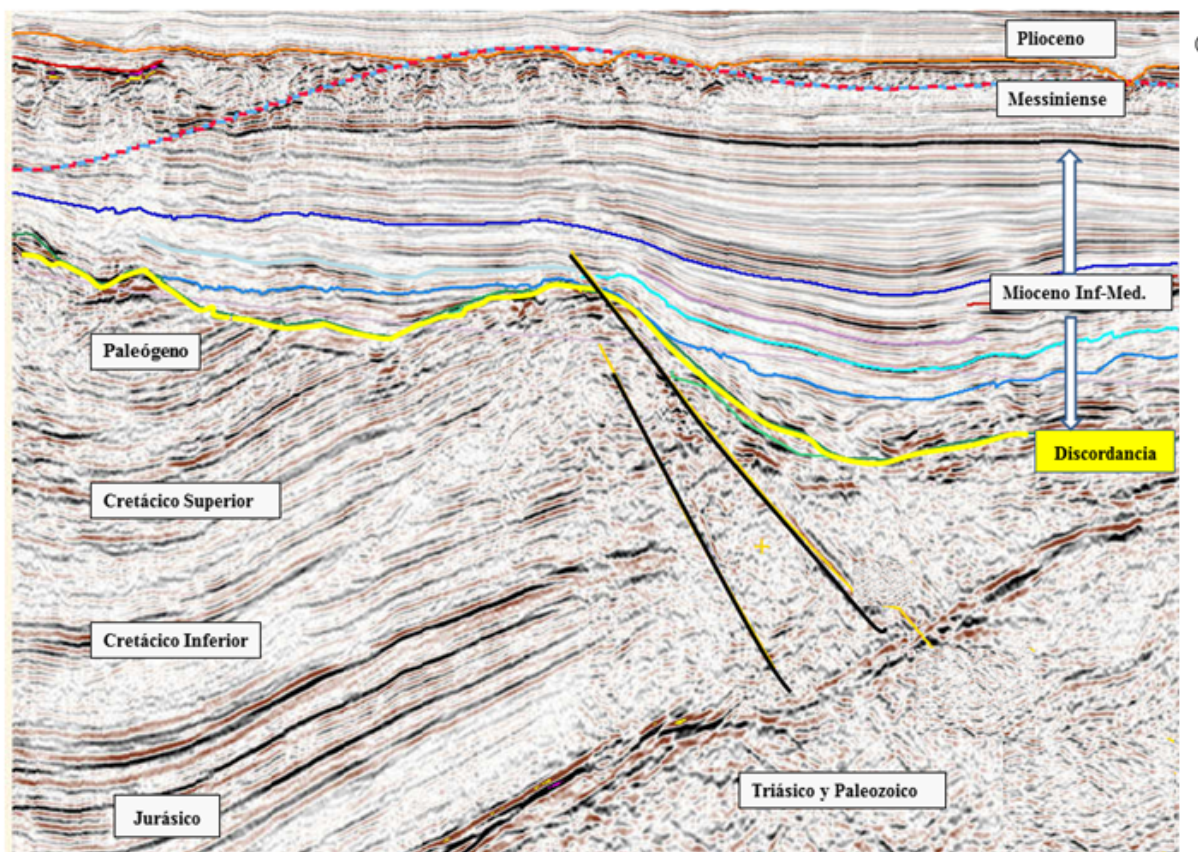 Plioceno
Messiniense
Mioceno Inf-Med.
Paleógeno
Discordancia
Cretácico Superior
Cretácico Inferior
Triásico y Paleozoico
Jurásico